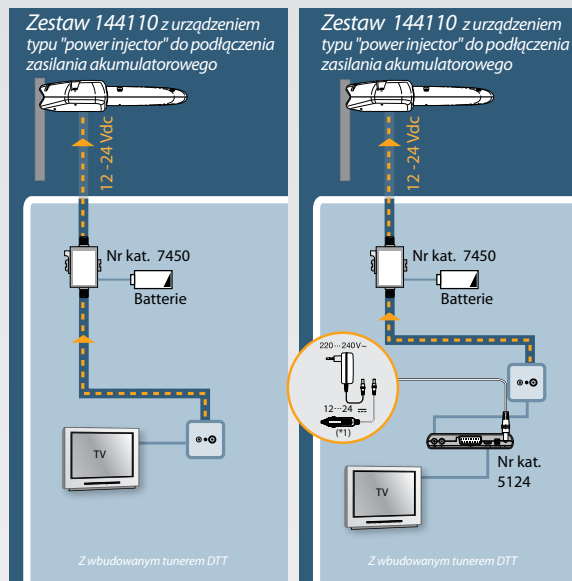 Zestaw 144110 z urządzeniem
typu "power injector" do podłączenia
zasilania akumulatorowego
12 - 24 Vdc
Nr kat. 7450
Batterie
TV
Z wbudowanym tunerem DTT
Zestaw 144110 z urządzeniem
typu "power injector" do podłączenia
zasilania akumulatorowego
12 - 24 Vdc
Nr kat. 7450
Batterie
220...240V~
12...24
(*1)
Nr kat.
5124
TV
Z wbudowanym tunerem DTT